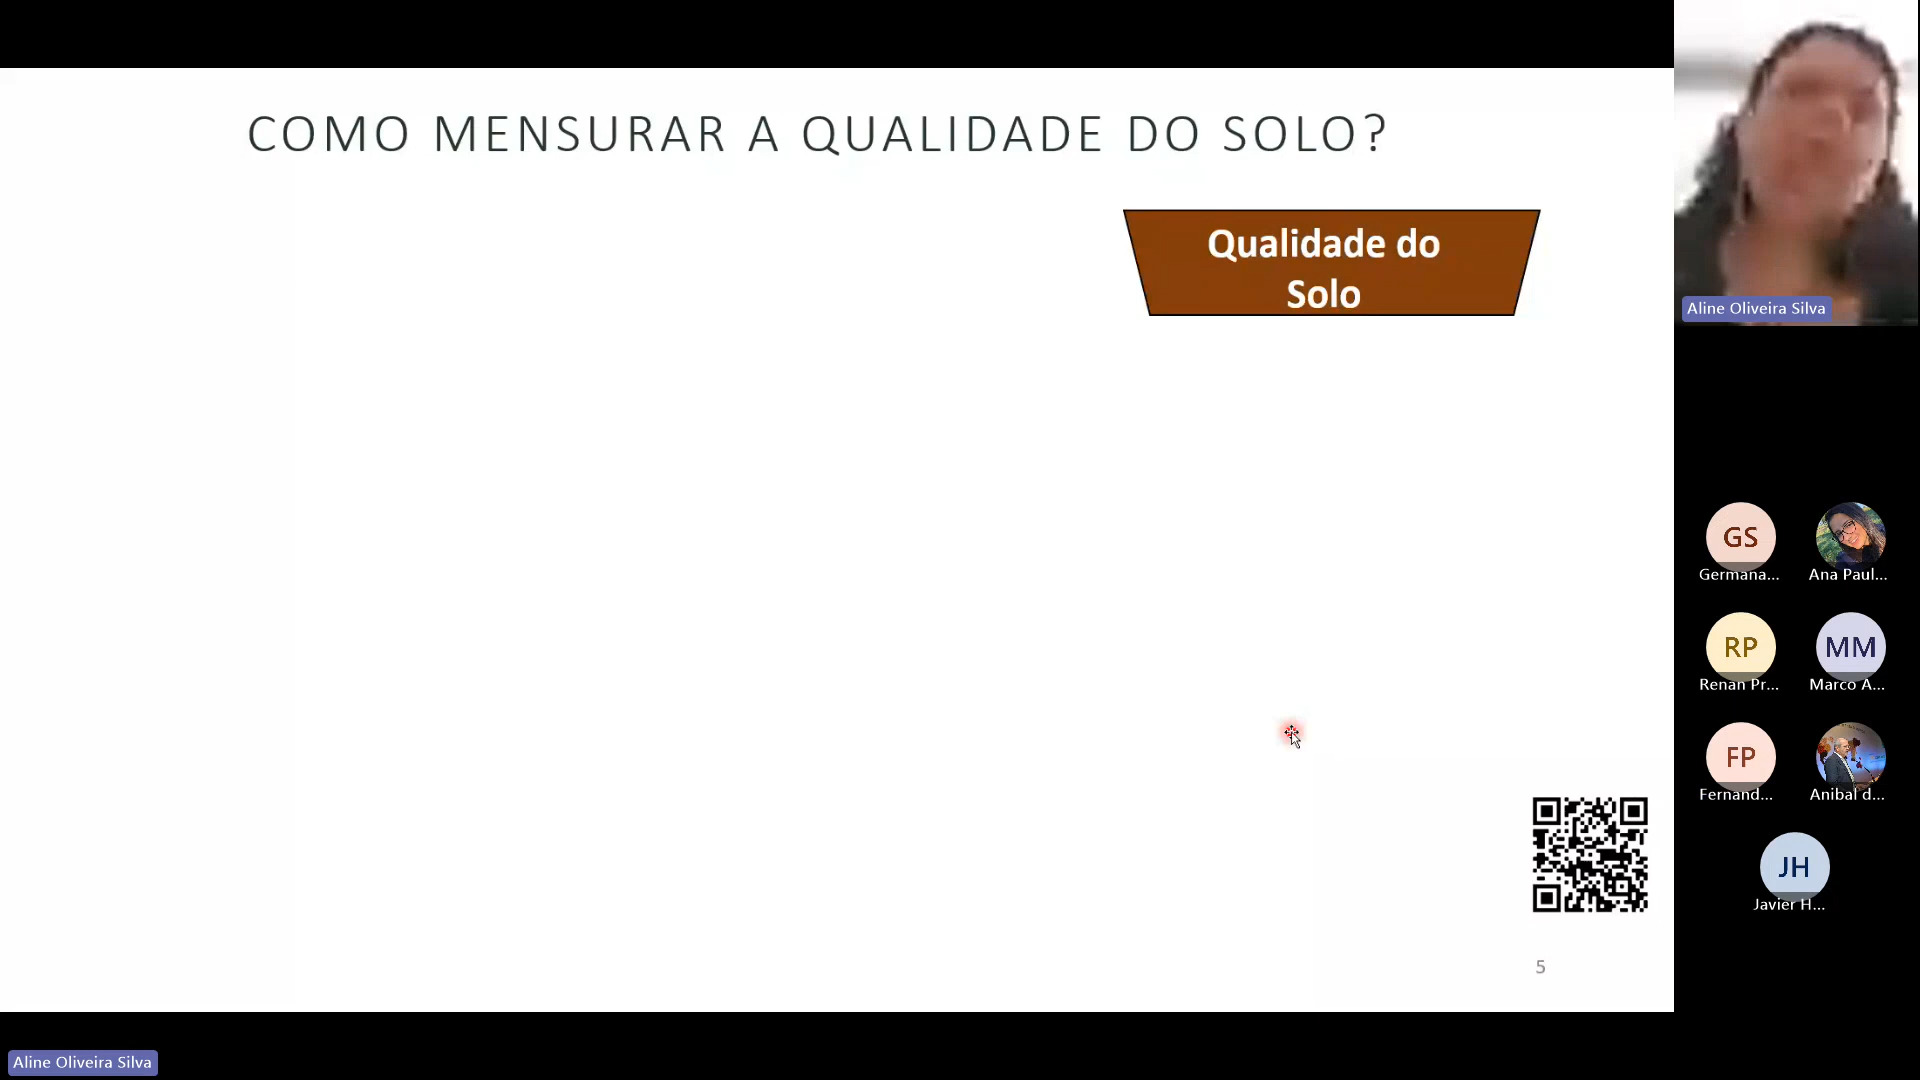 COMO MENSURAR A QUALIDADE DO SOLO?
Qualidade do
Solo
Aline Oliveira Silva
GS
Germana...
Ana Paul...
RP
Renan Pr...
MM
Marco A...
FP
Fernand...
Anibal d...
JH
Javier H...
5
Aline Oliveira Silva